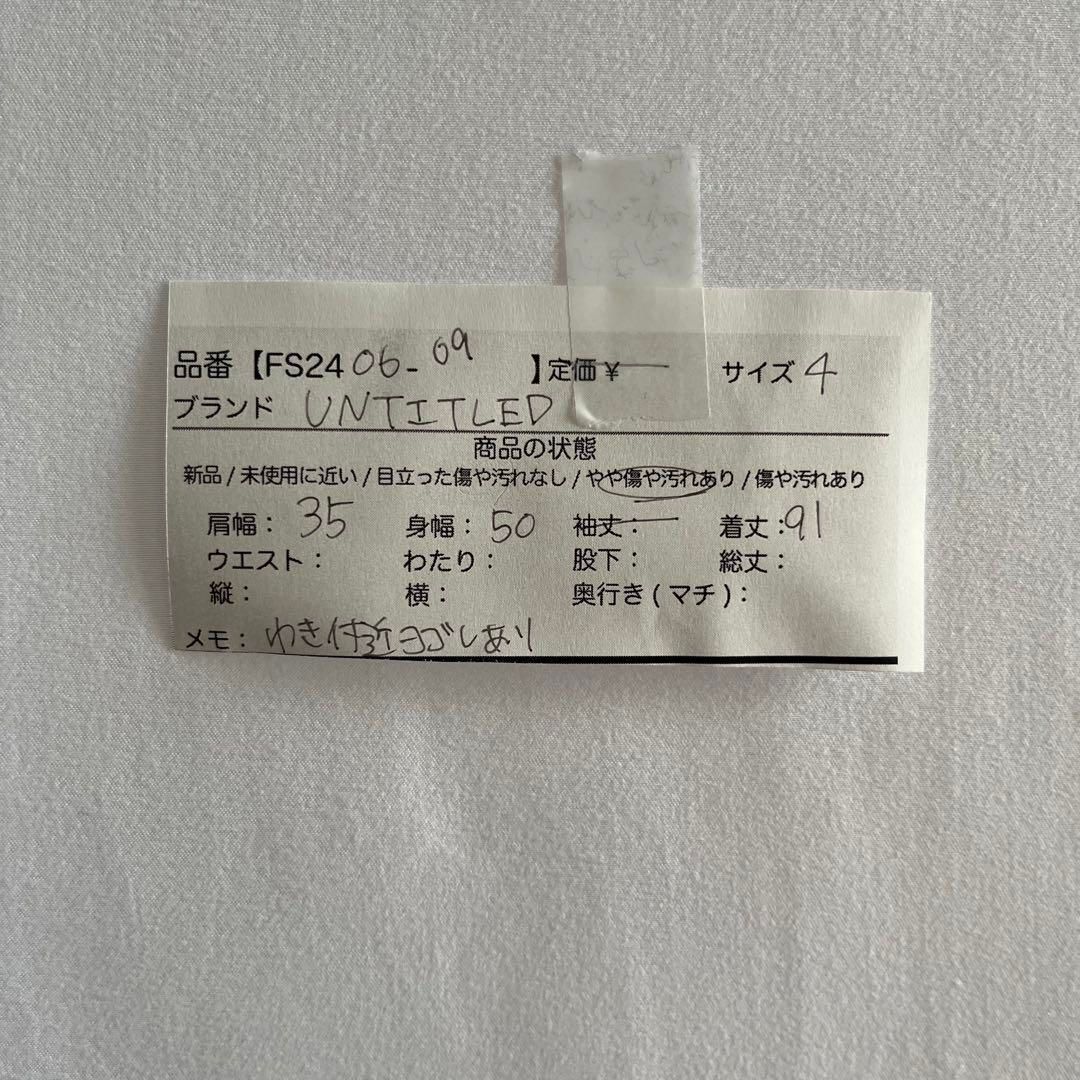 品番【FS24 06-09 】定価¥ー サイズ 4
ブランド UNTITLED
商品の状態
新品 / 未使用に近い / 目立った傷や汚れなし / やや傷や汚れあり / 傷や汚れあり
肩幅: 35 身幅: 50 袖丈:ー 着丈:91
ウエスト: わたり: 股下: 総丈:
縦: 横: 奥行き(マチ):
メモ: わき付近ヨゴレあり